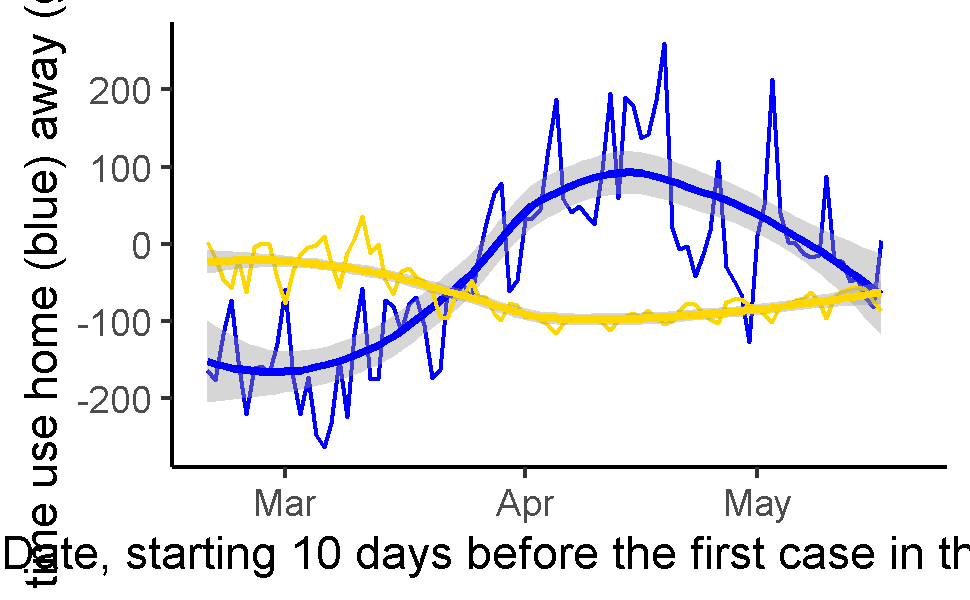 time use home (blue) away (
200
100
0
-100
-200
Mar Apr May
Date, starting 10 days before the first case in th